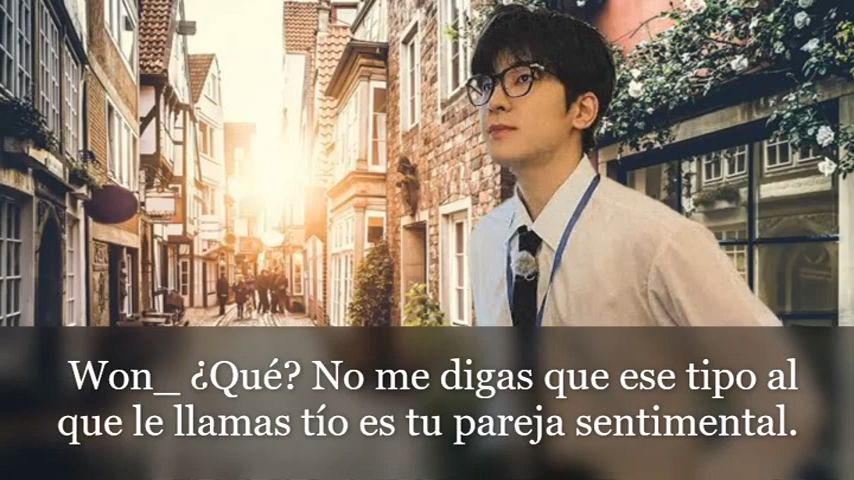 Won_ ¿Qué? No me digas que ese tipo al
que le llamas tío es tu pareja sentimental.